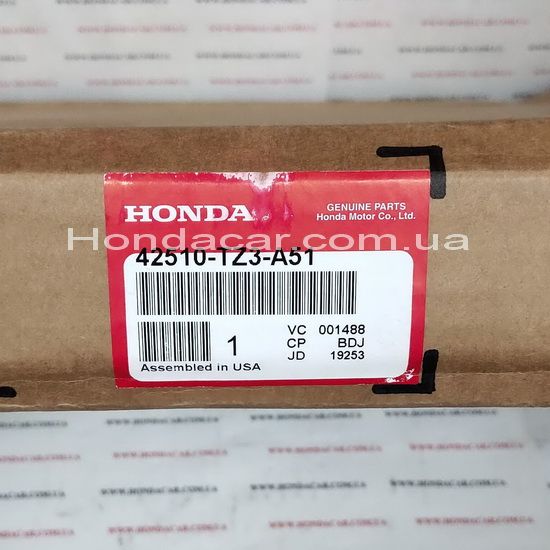 HONDA
GENUINE PARTS
Honda Motor Co., Ltd.
Hondacar.com.ua
42510-TZ3-A51
1
VC 001488
CP BDJ
JD 19253
Assembled in USA